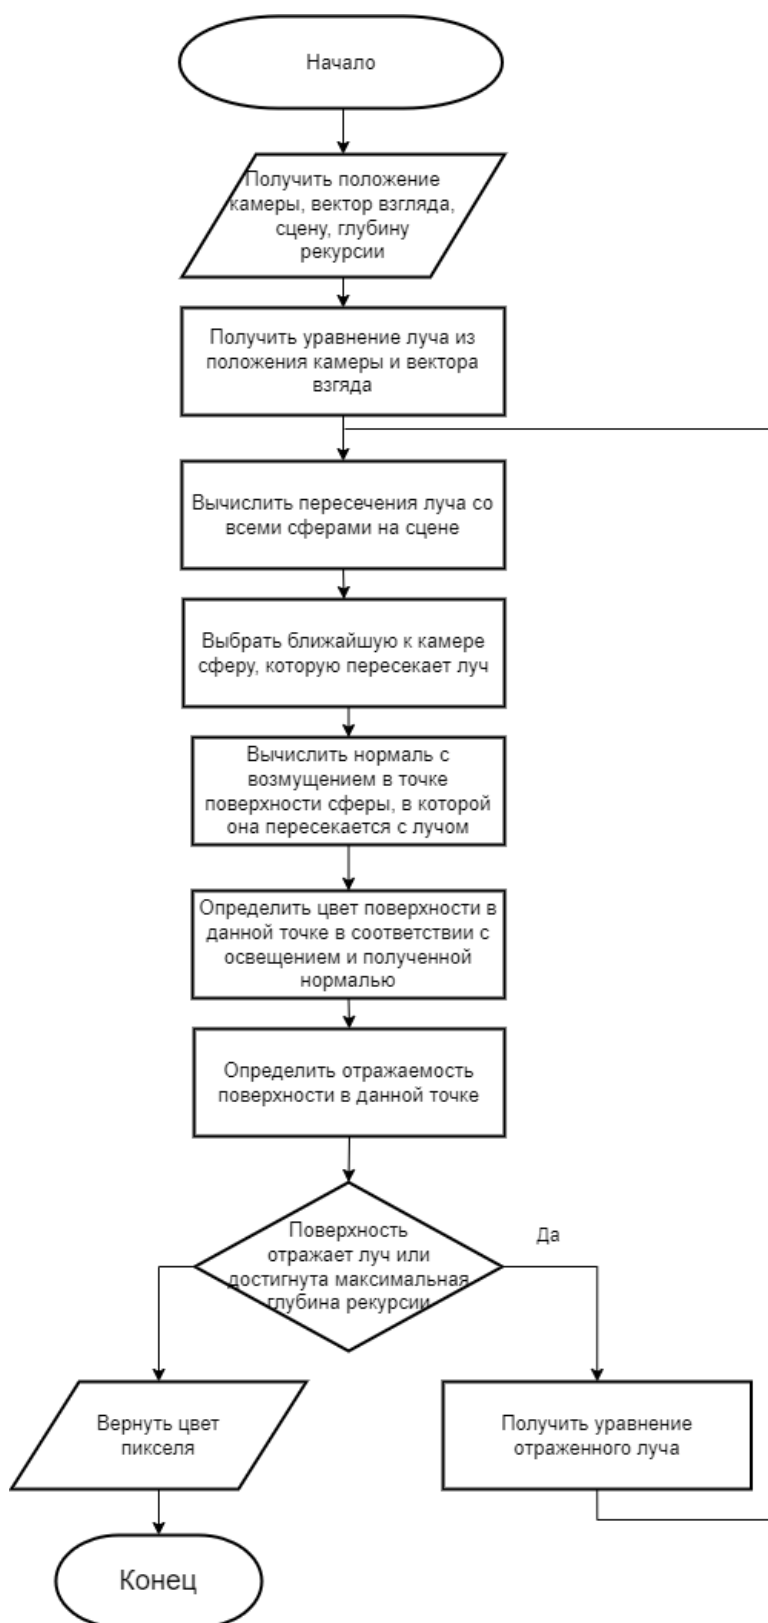 Начало
Получить положение
камеры, вектор взгляда,
сцену, глубину
рекурсии
Получить уравнение луча из
положения камеры и вектора
взгяда
Вычислить пересечения луча со
всеми сферами на сцене
Выбрать ближайшую к камере
сферу, которую пересекает луч
Вычислить нормаль с
возмущением в точке
поверхности сферы, в которой
она пересекается с лучом
Определить цвет поверхности в
данной точке в соответствии с
освещением и полученной
нормалью
Определить отражаемость
поверхности в данной точке
Поверхность
отражает луч или
достигнута максимальная
глубина рекурсии
Да
Вернуть цвет
пикселя
Получить уравнение
отраженного луча
Конец